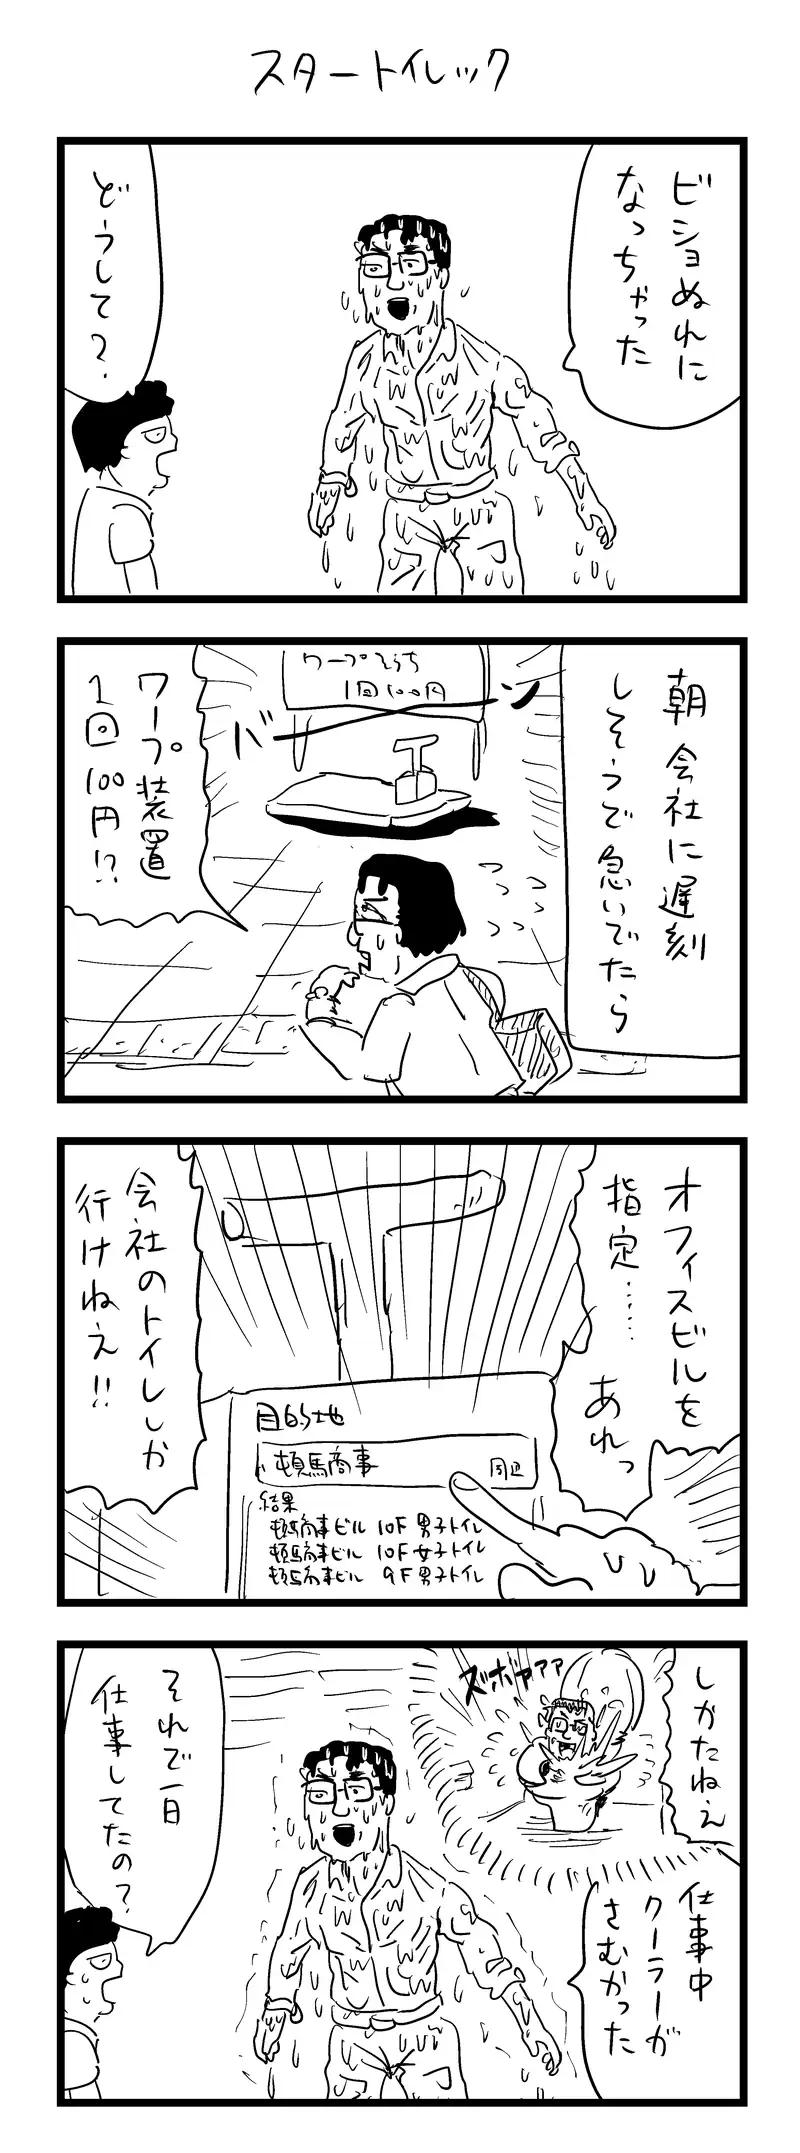 スタートイレック
ビショぬれに
なっちゃった
どうして?
朝会社に遅刻
しそうで急いでたら
ワープそうち
1回100円
バーン
ワープ装置
1回100円!?
オフィスビルを
指定……
あれっ
会社のトイレしか
行けねえ!!
目的地
頓馬商事
周辺
結果
頓馬商事ビル 10F 男子トイレ
頓馬商事ビル 10F 女子トイレ
頓馬商事ビル 9F 男子トイレ
しかたねぇ
ズボァァァ
仕事中
クーラーが
さむかった
それで一日
仕事してたの?